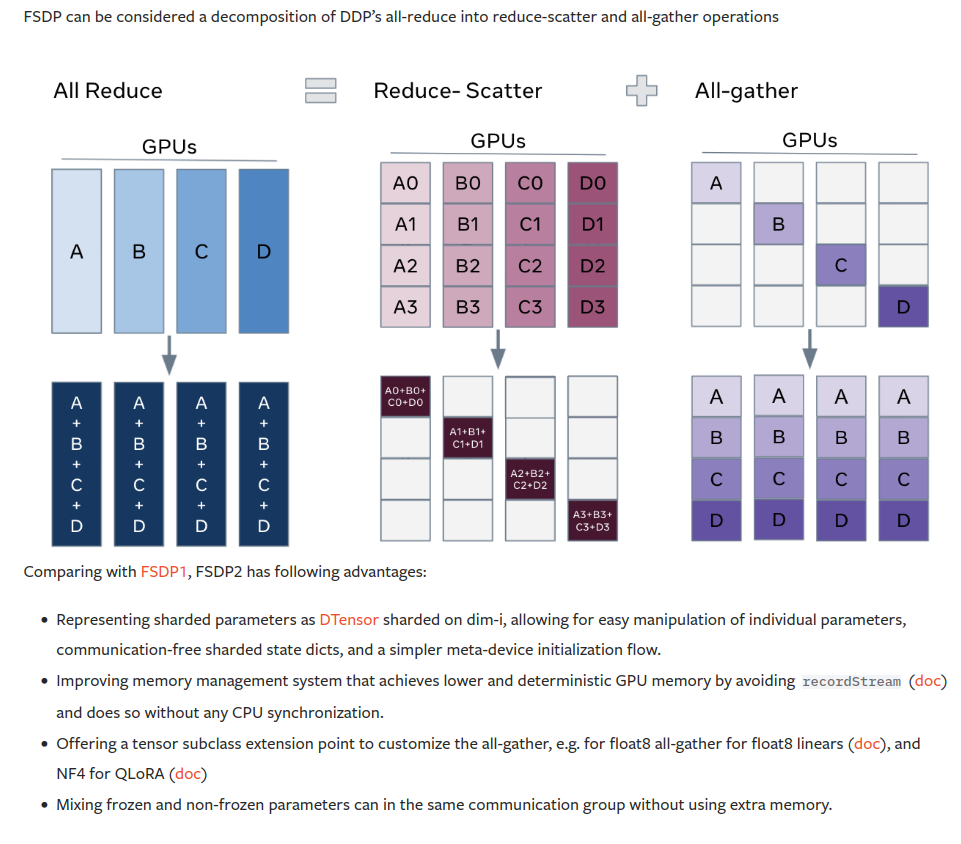 FSDP can be considered a decomposition of DDP's all-reduce into reduce-scatter and all-gather operations
All Reduce
Reduce- Scatter
All-gather
GPUs
GPUs
GPUs
A B C D
A0 B0 C0 D0
A1 B1 C1 D1
A2 B2 C2 D2
A3 B3 C3 D3
A
B
C
D
A A A A
+ + + +
B B B B
+ + + +
C C C C
+ + + +
D D D D
A0+B0+
C0+D0
A1+B1+
C1+D1
A2+B2+
C2+D2
A3+B3+
C3+D3
A A A A
B B B B
C C C C
D D D D
Comparing with FSDP1, FSDP2 has following advantages:
• Representing sharded parameters as DTensor sharded on dim-i, allowing for easy manipulation of individual parameters,
communication-free sharded state dicts, and a simpler meta-device initialization flow.
• Improving memory management system that achieves lower and deterministic GPU memory by avoiding recordStream (doc)
and does so without any CPU synchronization.
• Offering a tensor subclass extension point to customize the all-gather, e.g. for float8 all-gather for float8 linears (doc), and
NF4 for QLoRA (doc)
• Mixing frozen and non-frozen parameters can in the same communication group without using extra memory.